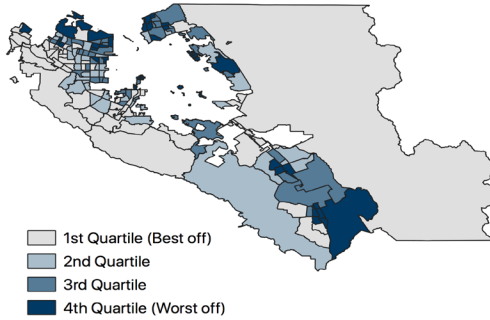 1st Quartile (Best off)
2nd Quartile
3rd Quartile
4th Quartile (Worst off)